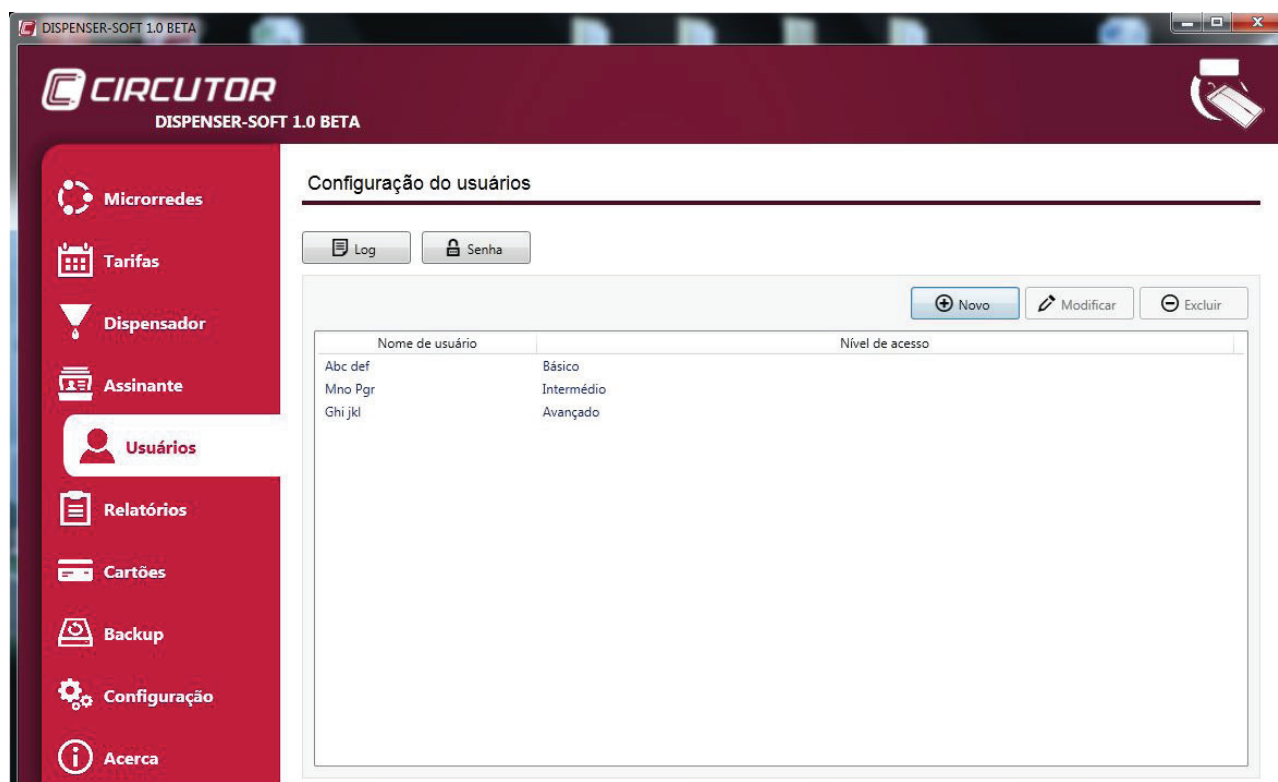 DISPENSER-SOFT 1.0 BETA
CIRCUTOR
DISPENSER-SOFT 1.0 BETA
Microrredes
Tarifas
Dispensador
Assinante
Usuários
Relatórios
Cartões
Backup
Configuração
Acerca
Configuração do usuários
Log Senha
Novo Modificar Excluir
Nome de usuário Nível de acesso
Abc def Básico
Mno Pgr Intermédio
Ghi jkl Avançado